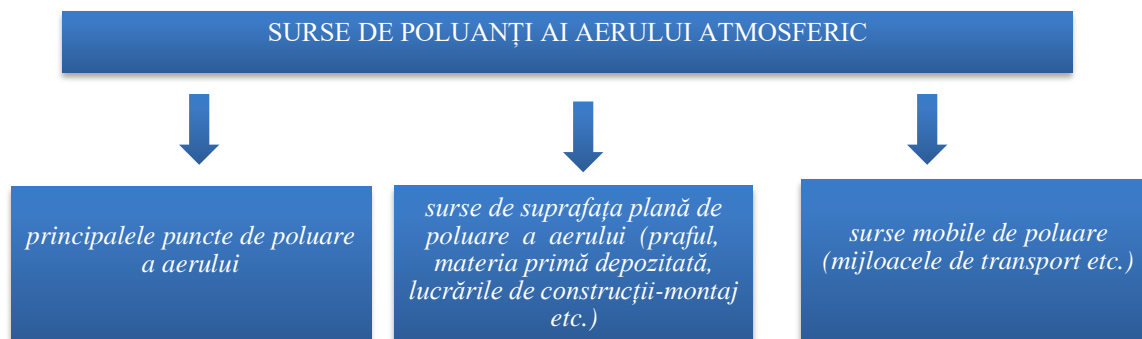 SURSE DE POLUANȚI AI AERULUI ATMOSFERIC
principalele puncte de poluare
a aerului
surse de suprafața plană de
poluare a aerului (praful,
materia primă depozitată,
lucrările de construcții-montaj
etc.)
surse mobile de poluare
(mijloacele de transport etc.)